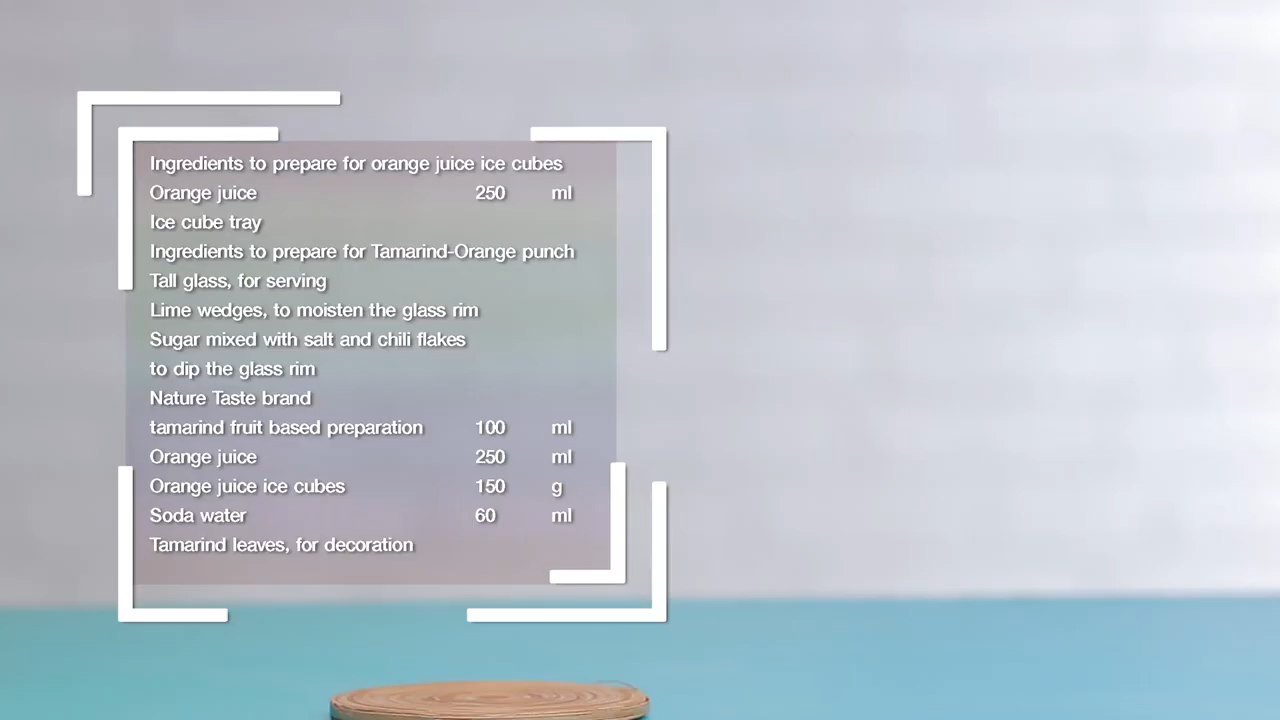 Ingredients to prepare for orange juice ice cubes
Orange juice 250 ml
Ice cube tray
Ingredients to prepare for Tamarind-Orange punch
Tall glass, for serving
Lime wedges, to moisten the glass rim
Sugar mixed with salt and chili flakes
to dip the glass rim
Nature Taste brand
tamarind fruit based preparation 100 ml
Orange juice 250 ml
Orange juice ice cubes 150 g
Soda water 60 ml
Tamarind leaves, for decoration